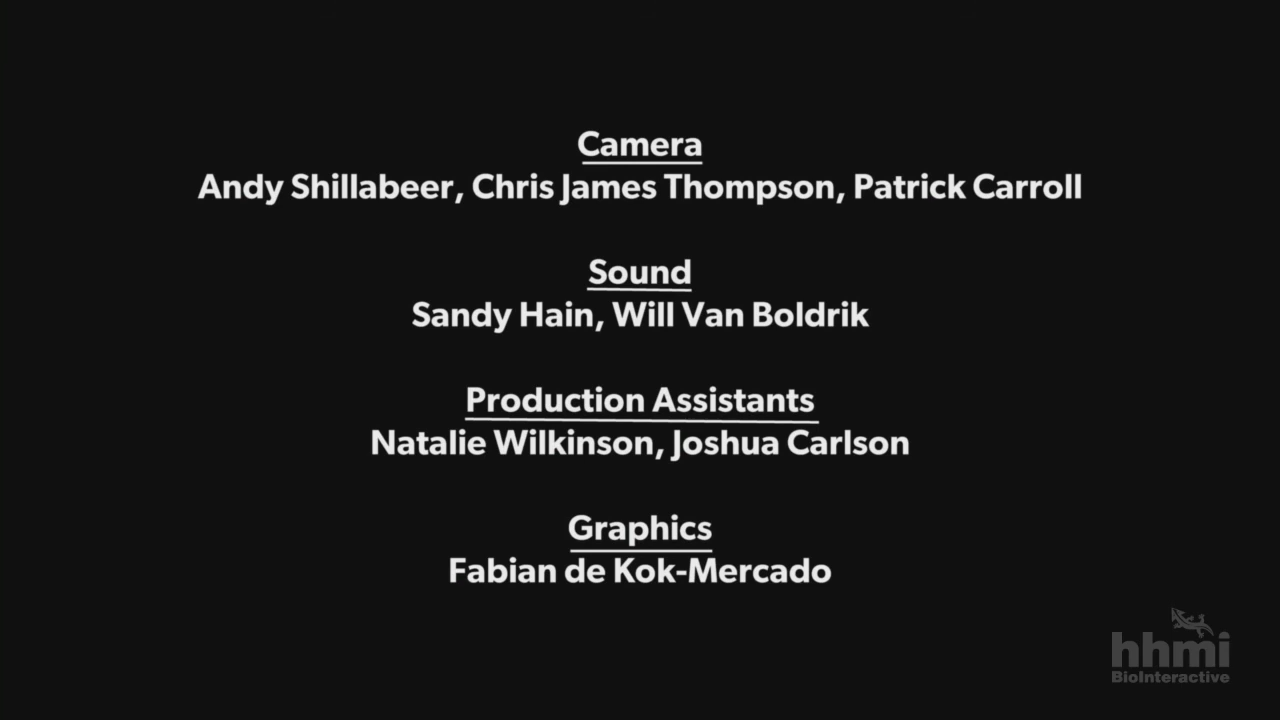 Camera
Andy Shillabeer, Chris James Thompson, Patrick Carroll
Sound
Sandy Hain, Will Van Boldrik
Production Assistants
Natalie Wilkinson, Joshua Carlson
Graphics
Fabian de Kok-Mercado
hhmi
BioInteractive